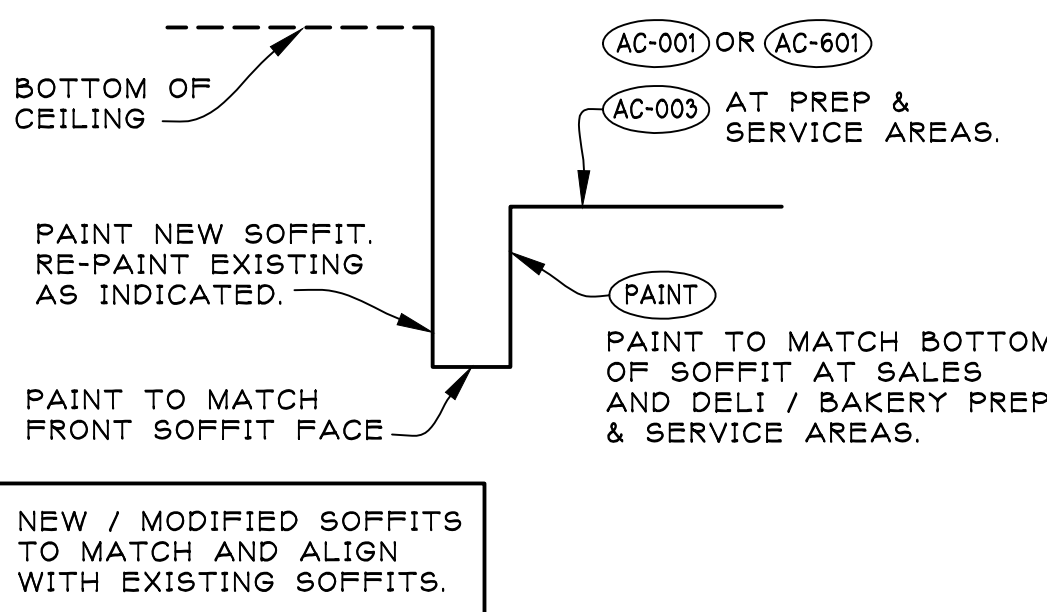 BOTTOM OF
CEILING
AC-001 OR AC-601
AC-003 AT PREP &
SERVICE AREAS.
PAINT NEW SOFFIT.
RE-PAINT EXISTING
AS INDICATED.
PAINT
PAINT TO MATCH BOTTOM
OF SOFFIT AT SALES
AND DELI / BAKERY PREP
& SERVICE AREAS.
PAINT TO MATCH
FRONT SOFFIT FACE
NEW / MODIFIED SOFFITS
TO MATCH AND ALIGN
WITH EXISTING SOFFITS.